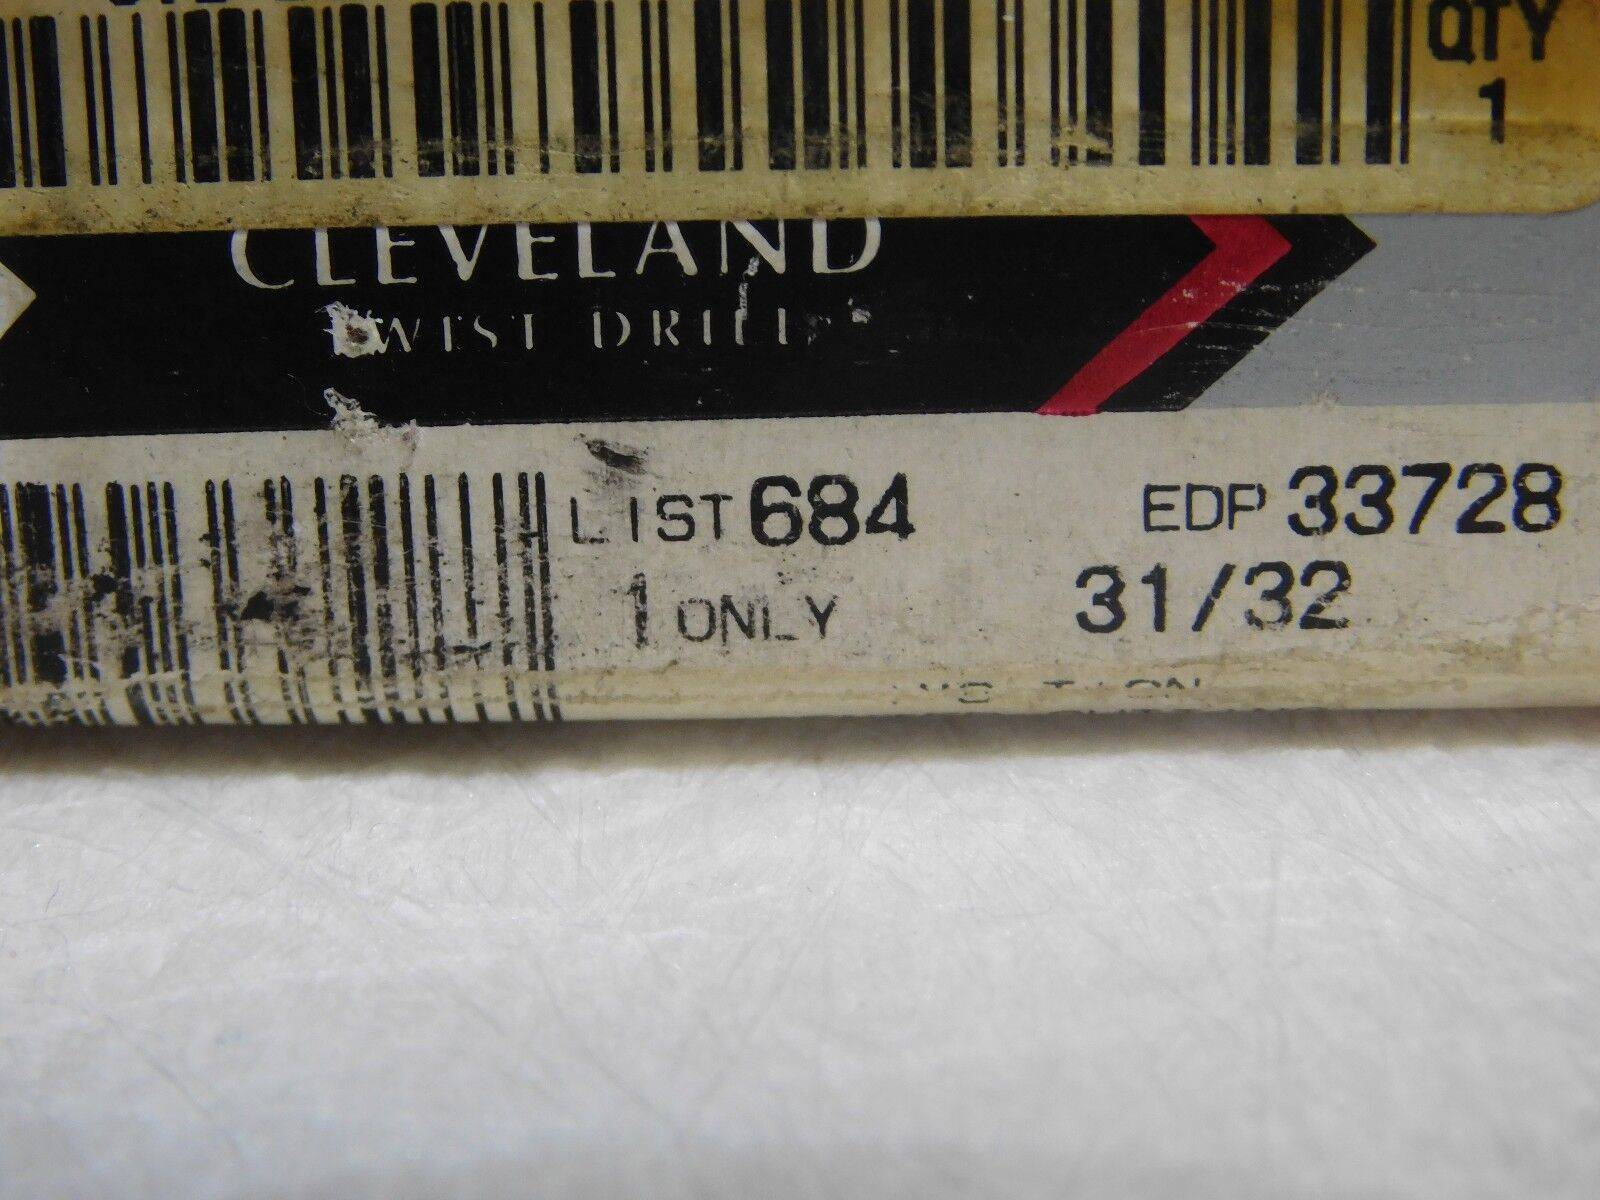 QTY
1
CLEVELAND
TWIST DRILL
LIST 684 EDP 33728
1 ONLY 31/32